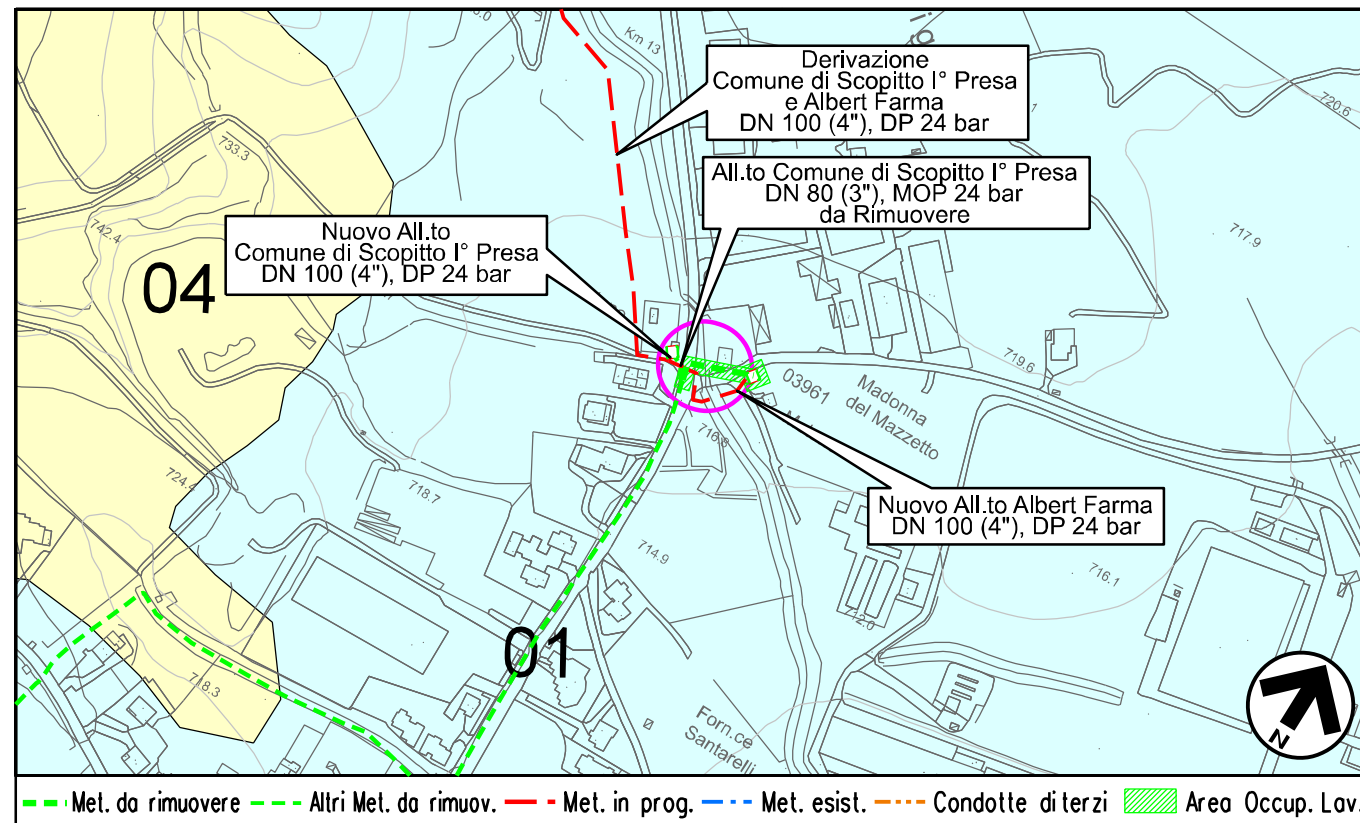 Km 13
720.6
Derivazione
Comune di Scopitto I° Presa
e Albert Farma
DN 100 (4"), DP 24 bar
733.3
All.to Comune di Scopitto I° Presa
DN 80 (3"), MOP 24 bar
da Rimuovere
717.9
742.4
Nuovo All.to
Comune di Scopitto I° Presa
DN 100 (4"), DP 24 bar
04
719.6
03961
Madonna
del Mazzetto
716.8
724.4
718.7
Nuovo All.to Albert Farma
DN 100 (4"), DP 24 bar
714.9
716.1
712.0
01
718.3
Forn.ce
Santarelli
N
Met. da rimuovere
Altri Met. da rimuov.
Met. in prog.
Met. esist.
Condotte di terzi
Area Occup. Lav.